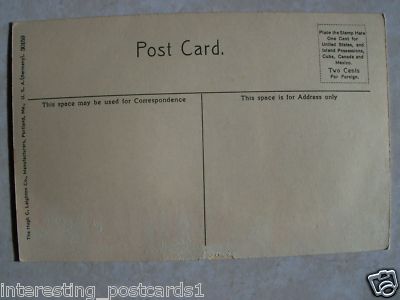 Post Card.
Place the Stamp Here
One Cent for
United States, and
Island Possessions,
Cuba, Canada and
Mexico.
Two Cents
For Foreign.
This space may be used for Correspondence
This space is for Address only
The Hugh C. Leighton Co., Manufacturers, Portland, Me., U. S. A.
(Germany).
interesting_postcards1